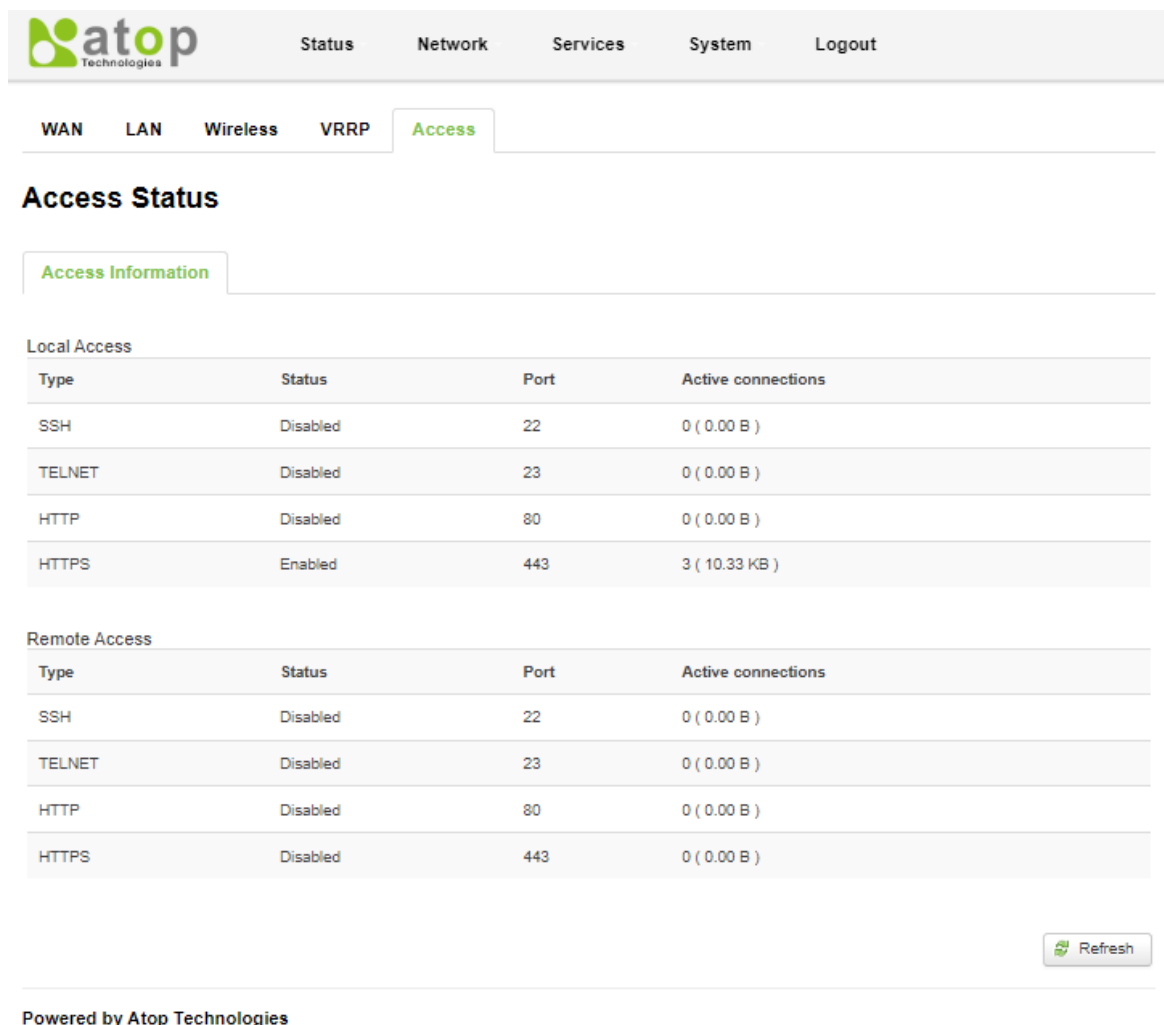 atop
Technologies
Status Network Services System Logout
WAN LAN Wireless VRRP Access
Access Status
Access Information
Local Access
Type Status Port Active connections
SSH Disabled 22 0 ( 0.00 B )
TELNET Disabled 23 0 ( 0.00 B )
HTTP Disabled 80 0 ( 0.00 B )
HTTPS Enabled 443 3 ( 10.33 KB )
Remote Access
Type Status Port Active connections
SSH Disabled 22 0 ( 0.00 B )
TELNET Disabled 23 0 ( 0.00 B )
HTTP Disabled 80 0 ( 0.00 B )
HTTPS Disabled 443 0 ( 0.00 B )
Refresh
Powered by Atop Technologies